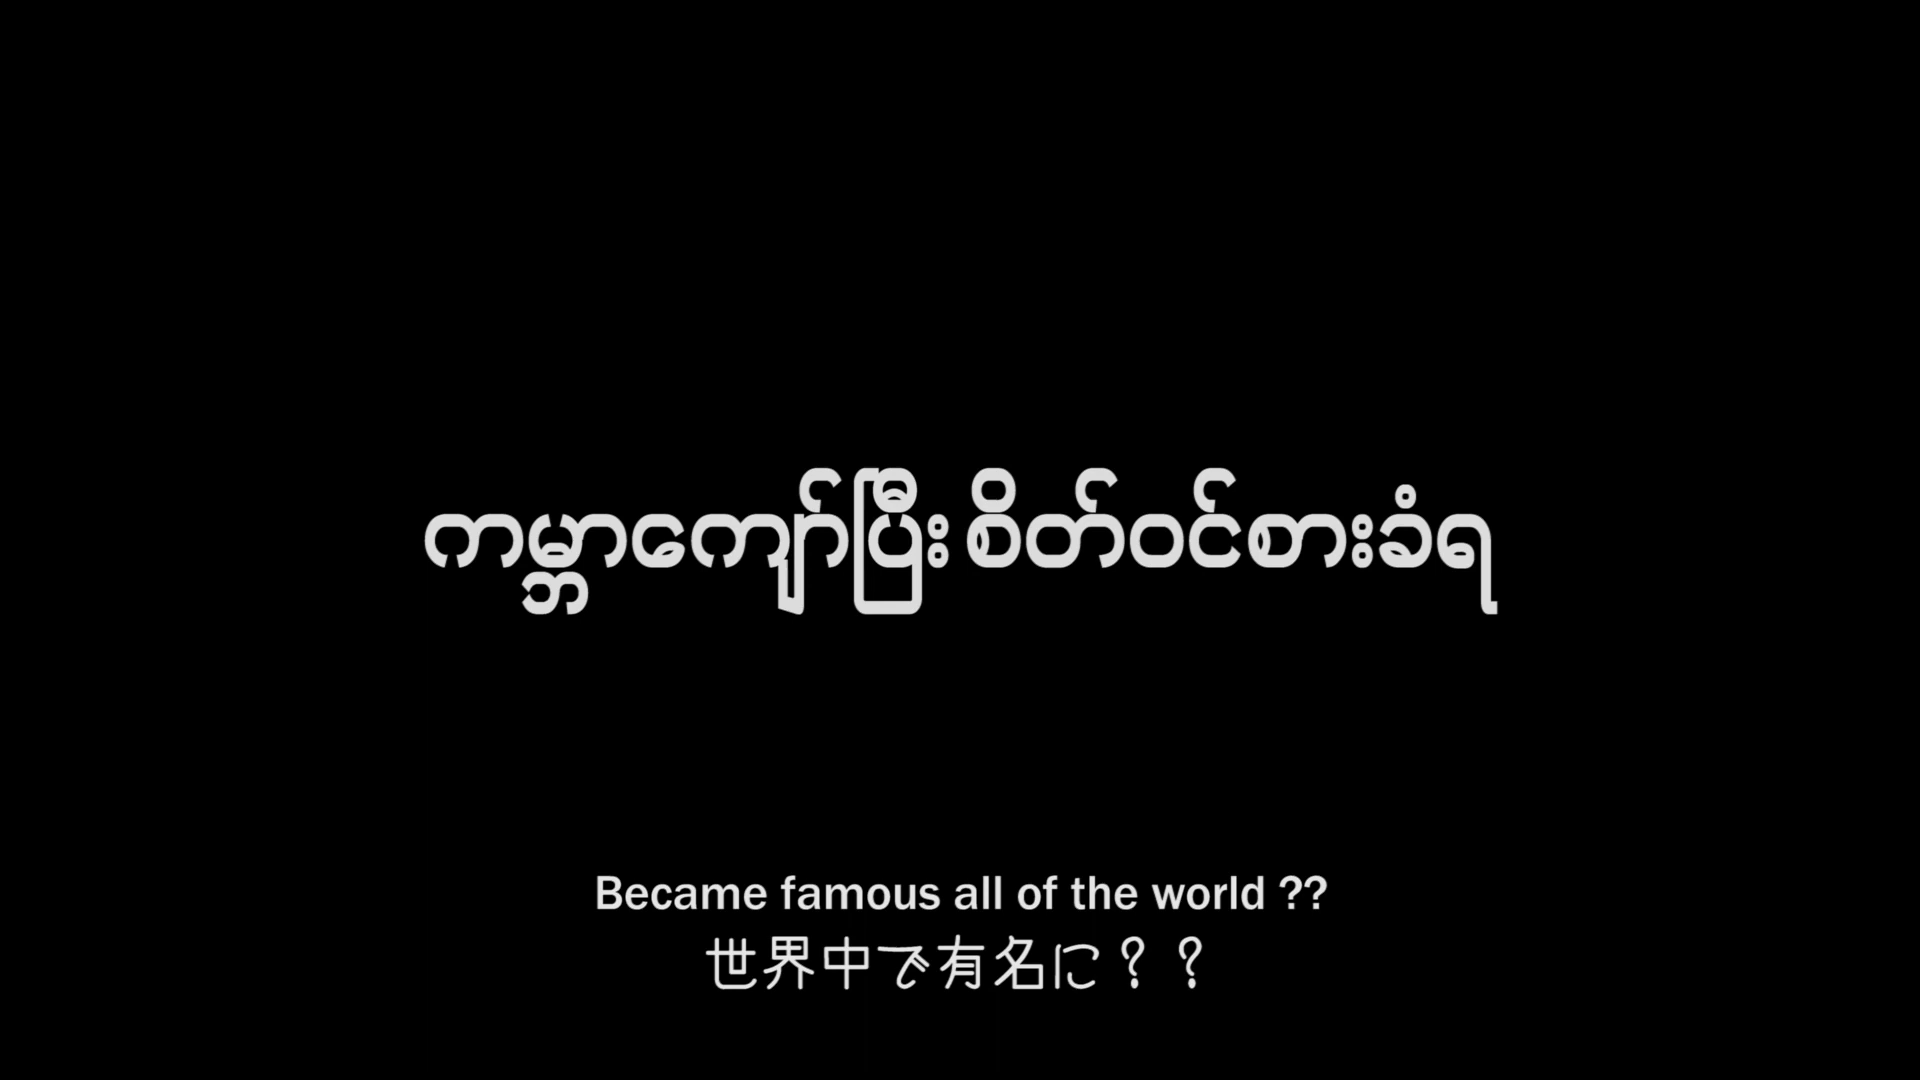 ကမ္ဘာကျော်ပြီး စိတ်ဝင်စားခံရ
Became famous all of the world ??
世界中で有名に？？